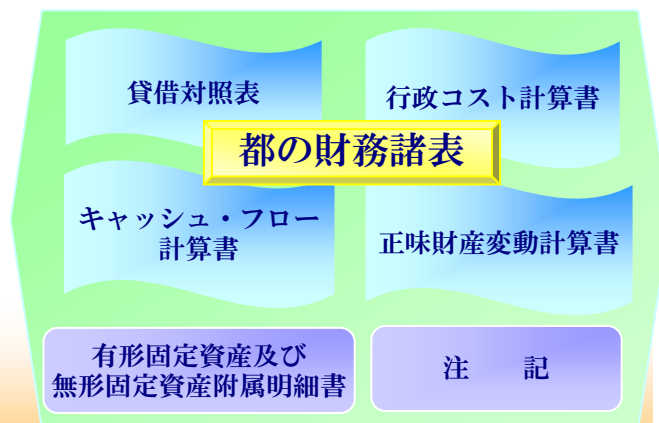 貸借対照表
行政コスト計算書
都の財務諸表
キャッシュ・フロー
計算書
正味財産変動計算書
有形固定資産及び
無形固定資産附属明細書
注　　記